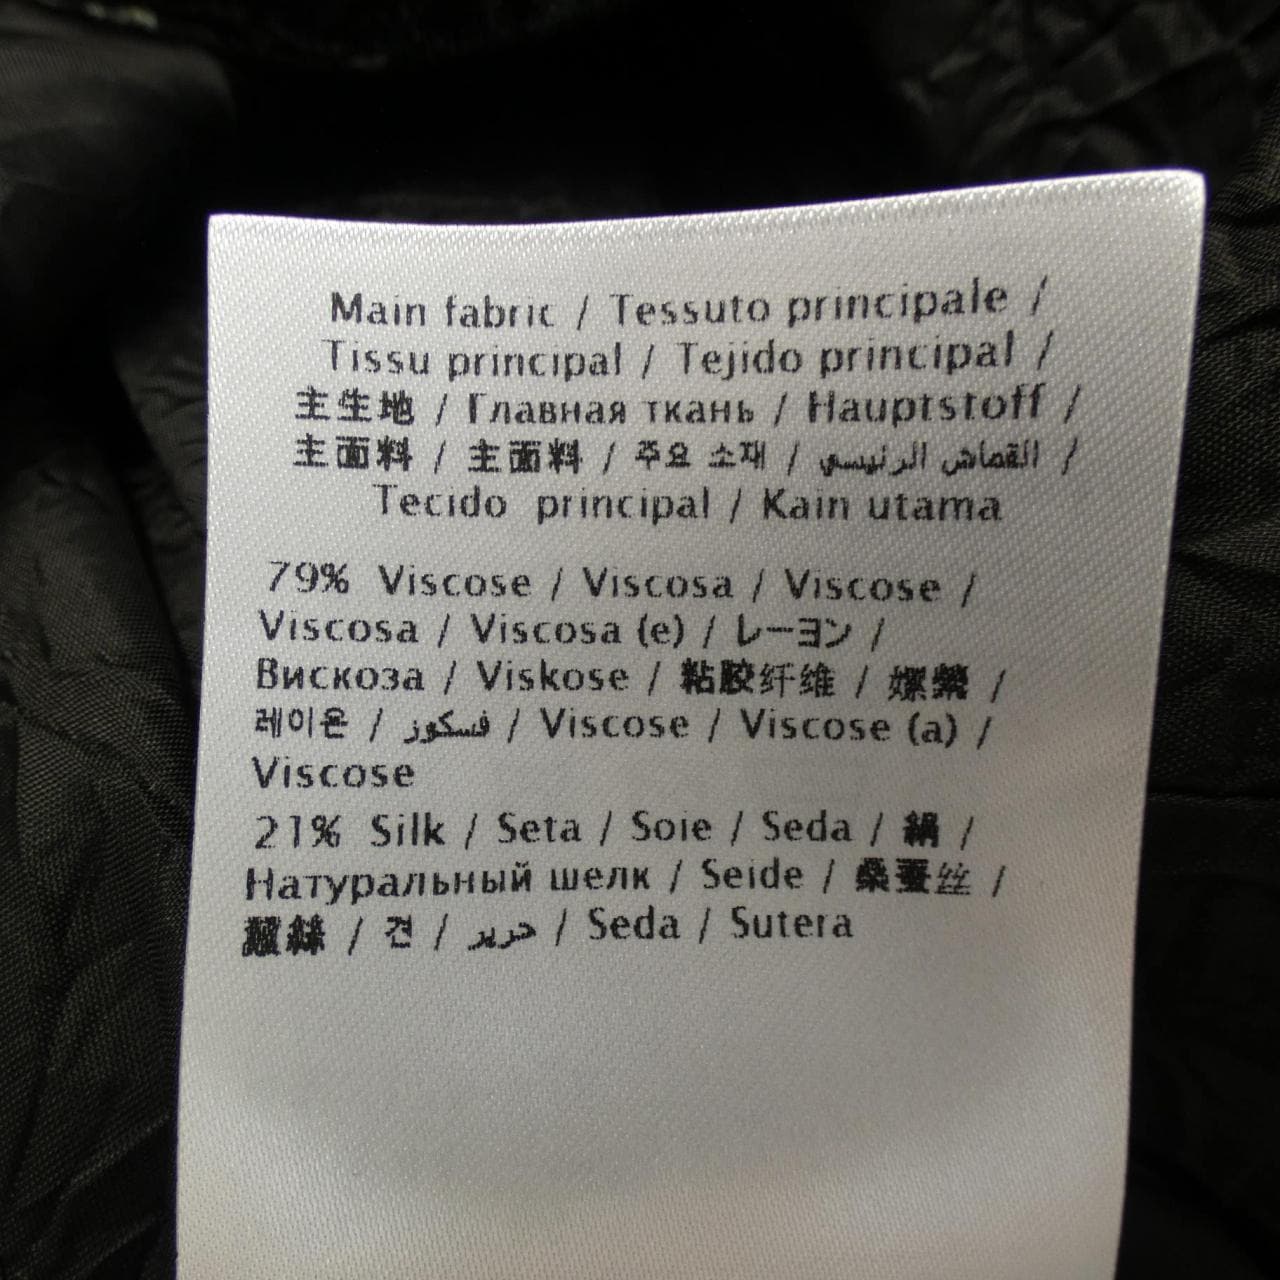 Main fabric / Tessuto principale /
Tissu principal / Tejido principal /
主生地 / Главная ткань / Hauptstoff /
主面料 / 主面料 / 주요 소재 / القماش الرئيسي /
Tecido principal / Kain utama
79% Viscose / Viscosa / Viscose /
Viscosa / Viscosa (e) / レーヨン /
Вискоза / Viskose / 粘胶纤维 / 嫘縈 /
레이온 / فسكوز / Viscose / Viscose (a) /
Viscose
21% Silk / Seta / Soie / Seda / 絹 /
Натуральный шелк / Seide / 桑蚕丝 /
蠶絲 / 견 / حرير / Seda / Sutera